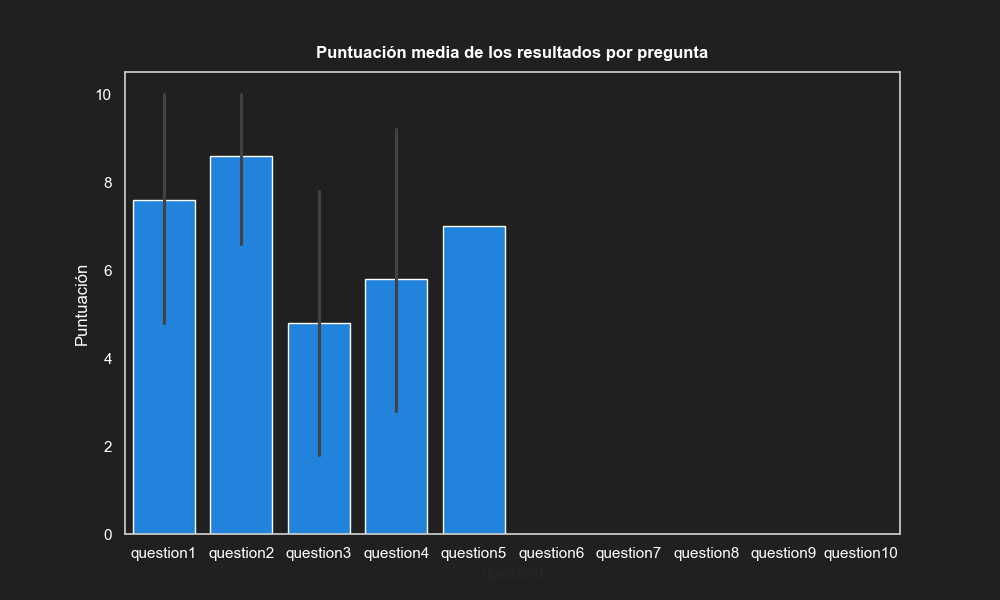 Puntuación media de los resultados por pregunta
10
8
6
4
2
0
Puntuación
question1 question2 question3 question4 question5 question6 question7 question8 question9 question10
question